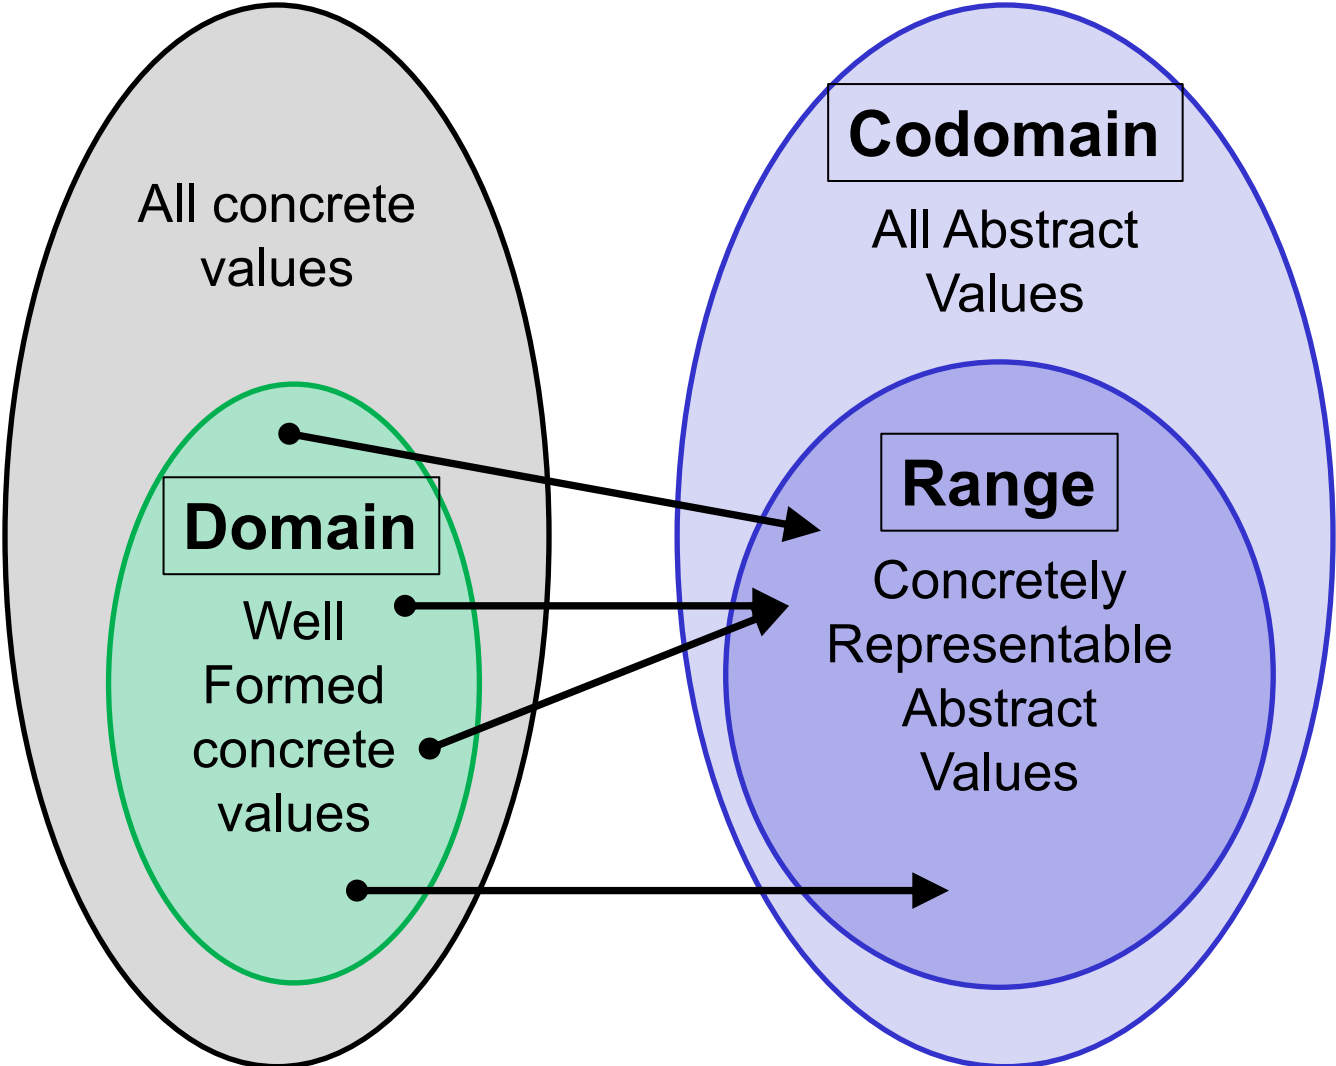 All concrete
values
Domain
Well
Formed
concrete
values
Codomain
All Abstract
Values
Range
Concretely
Representable
Abstract
Values